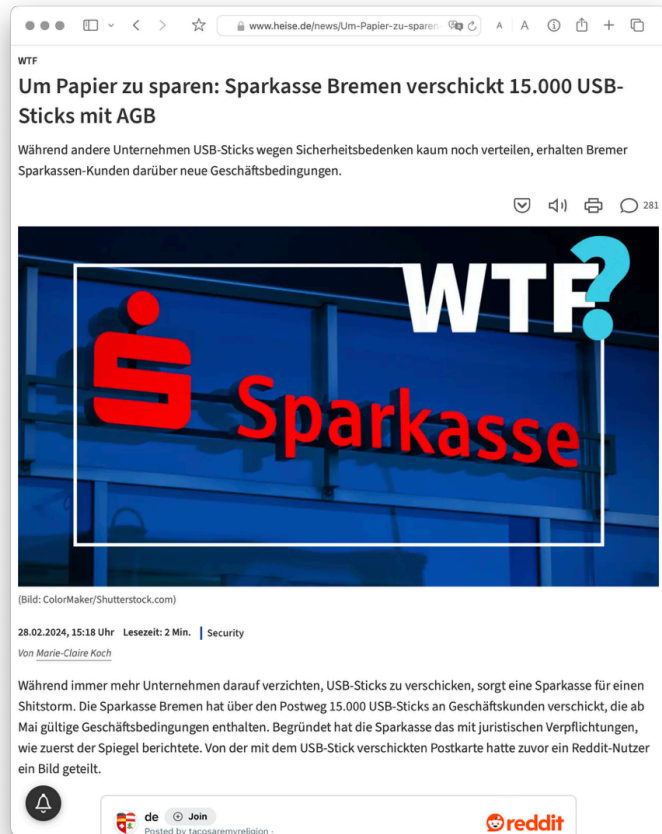 www.heise.de/news/Um-Papier-zu-sparen-
A A
WTF
Um Papier zu sparen: Sparkasse Bremen verschickt 15.000 USB-
Sticks mit AGB
Während andere Unternehmen USB-Sticks wegen Sicherheitsbedenken kaum noch verteilen, erhalten Bremer
Sparkassen-Kunden darüber neue Geschäftsbedingungen.
281
WTF?
Sparkasse
(Bild: ColorMaker/Shutterstock.com)
28.02.2024, 15:18 Uhr Lesezeit: 2 Min. Security
Von Marie-Claire Koch
Während immer mehr Unternehmen darauf verzichten, USB-Sticks zu verschicken, sorgt eine Sparkasse für einen
Shitstorm. Die Sparkasse Bremen hat über den Postweg 15.000 USB-Sticks an Geschäftskunden verschickt, die ab
Mai gültige Geschäftsbedingungen enthalten. Begründet hat die Sparkasse das mit juristischen Verpflichtungen,
wie zuerst der Spiegel berichtete. Von der mit dem USB-Stick verschickten Postkarte hatte zuvor ein Reddit-Nutzer
ein Bild geteilt.
de Join
reddit
Posted by tacosaremyreligion ·